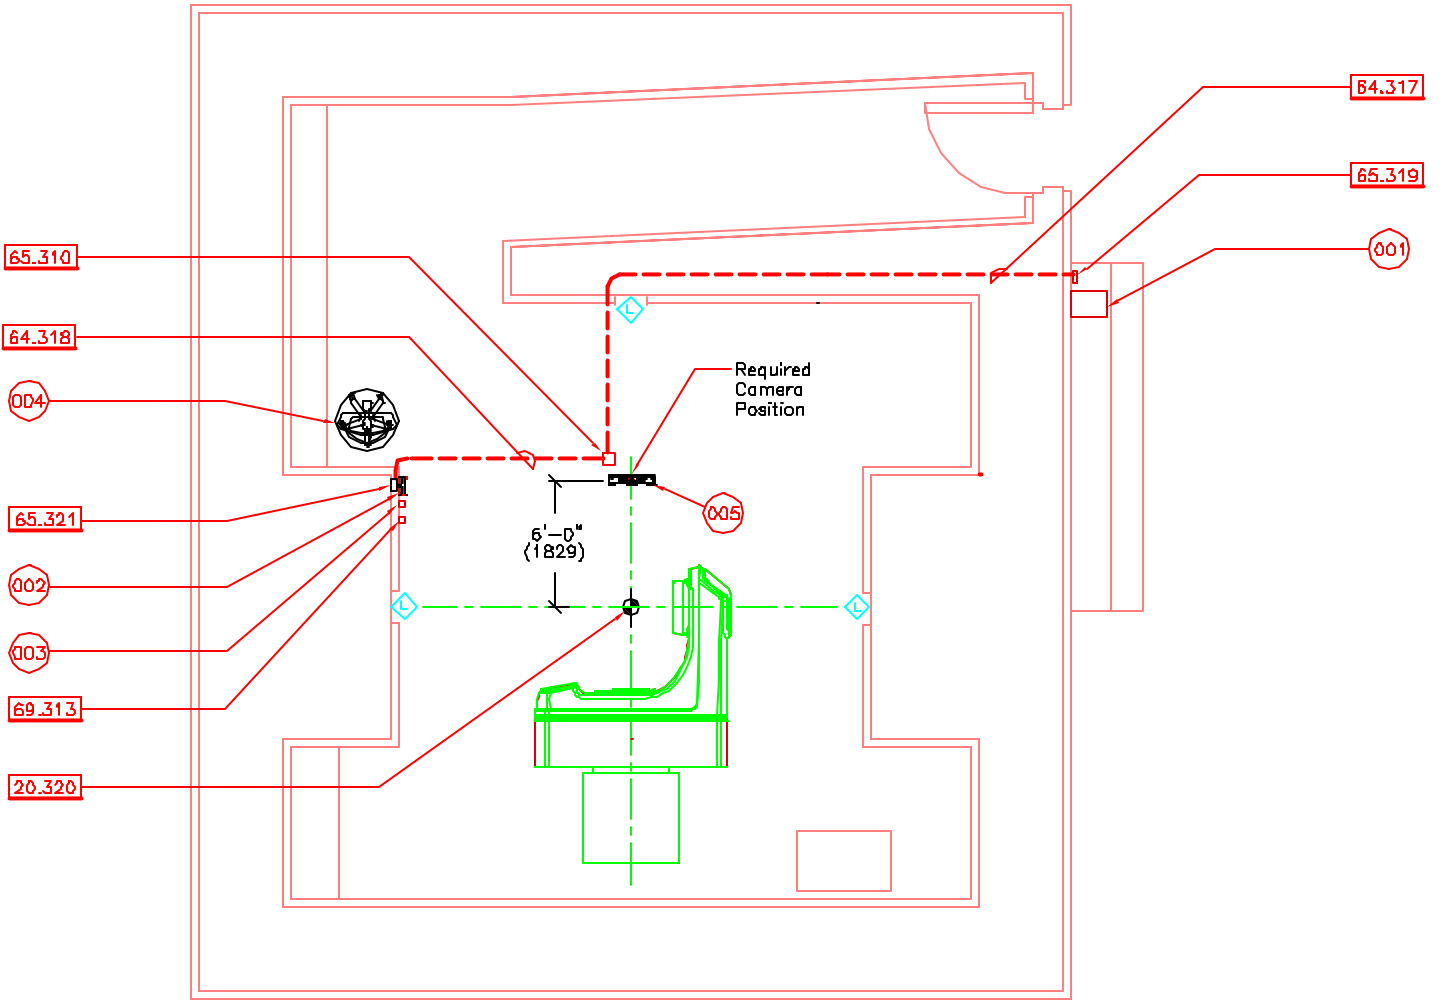 64.317
65.319
001
65.310
64.318
004
Required
Camera
Position
65.321
005
6'-0"
(1829)
002
L
L
L
003
69.313
20.320